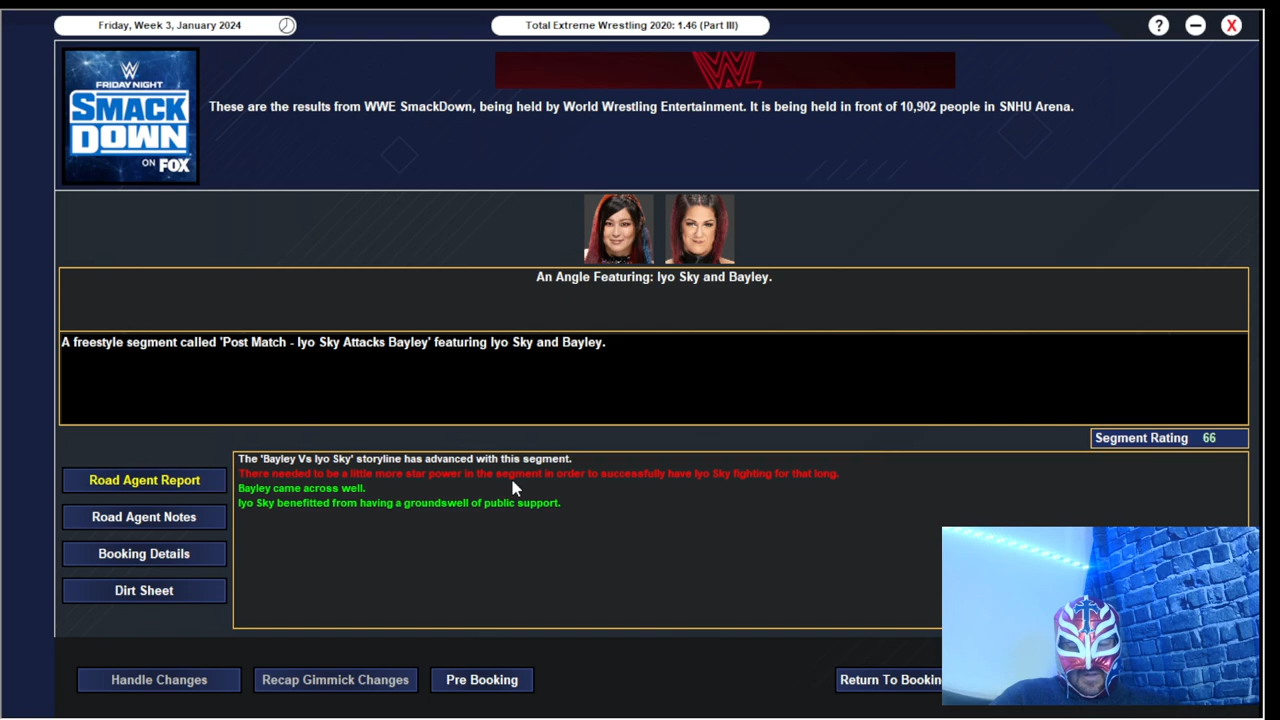 Friday, Week 3, January 2024
Total Extreme Wrestling 2020: 1.46 (Part III)
?
X
W
FRIDAY NIGHT
SMACK
DOWN
ON FOX
These are the results from WWE SmackDown, being held by World Wrestling Entertainment. It is being held in front of 10,902 people in SNHU Arena.
An Angle Featuring: Iyo Sky and Bayley.
A freestyle segment called 'Post Match - Iyo Sky Attacks Bayley' featuring Iyo Sky and Bayley.
Segment Rating 66
The 'Bayley Vs Iyo Sky' storyline has advanced with this segment.
There needed to be a little more star power in the segment in order to successfully have Iyo Sky fighting for that long.
Bayley came across well.
Iyo Sky benefitted from having a groundswell of public support.
Road Agent Report
Road Agent Notes
Booking Details
Dirt Sheet
Handle Changes
Recap Gimmick Changes
Pre Booking
Return To Bookin